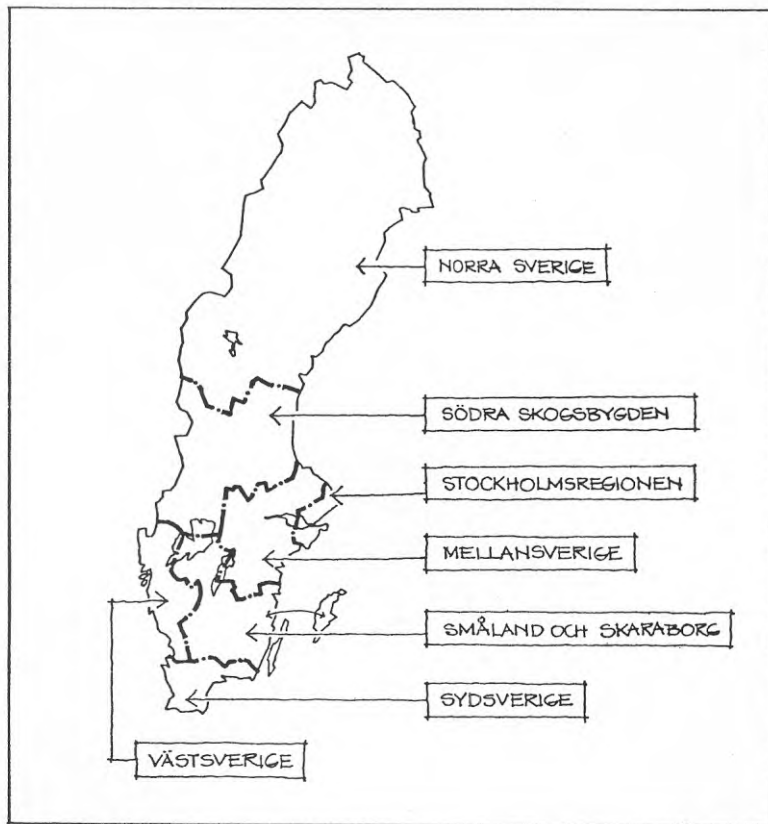 NORRA SVERIGE
SÖDRA SKOGSBYGDEN
STOCKHOLMSREGIONEN
MELLANSVERIGE
SMÅLAND OCH SKARABORG
SYDSVERIGE
VÄSTSVERIGE